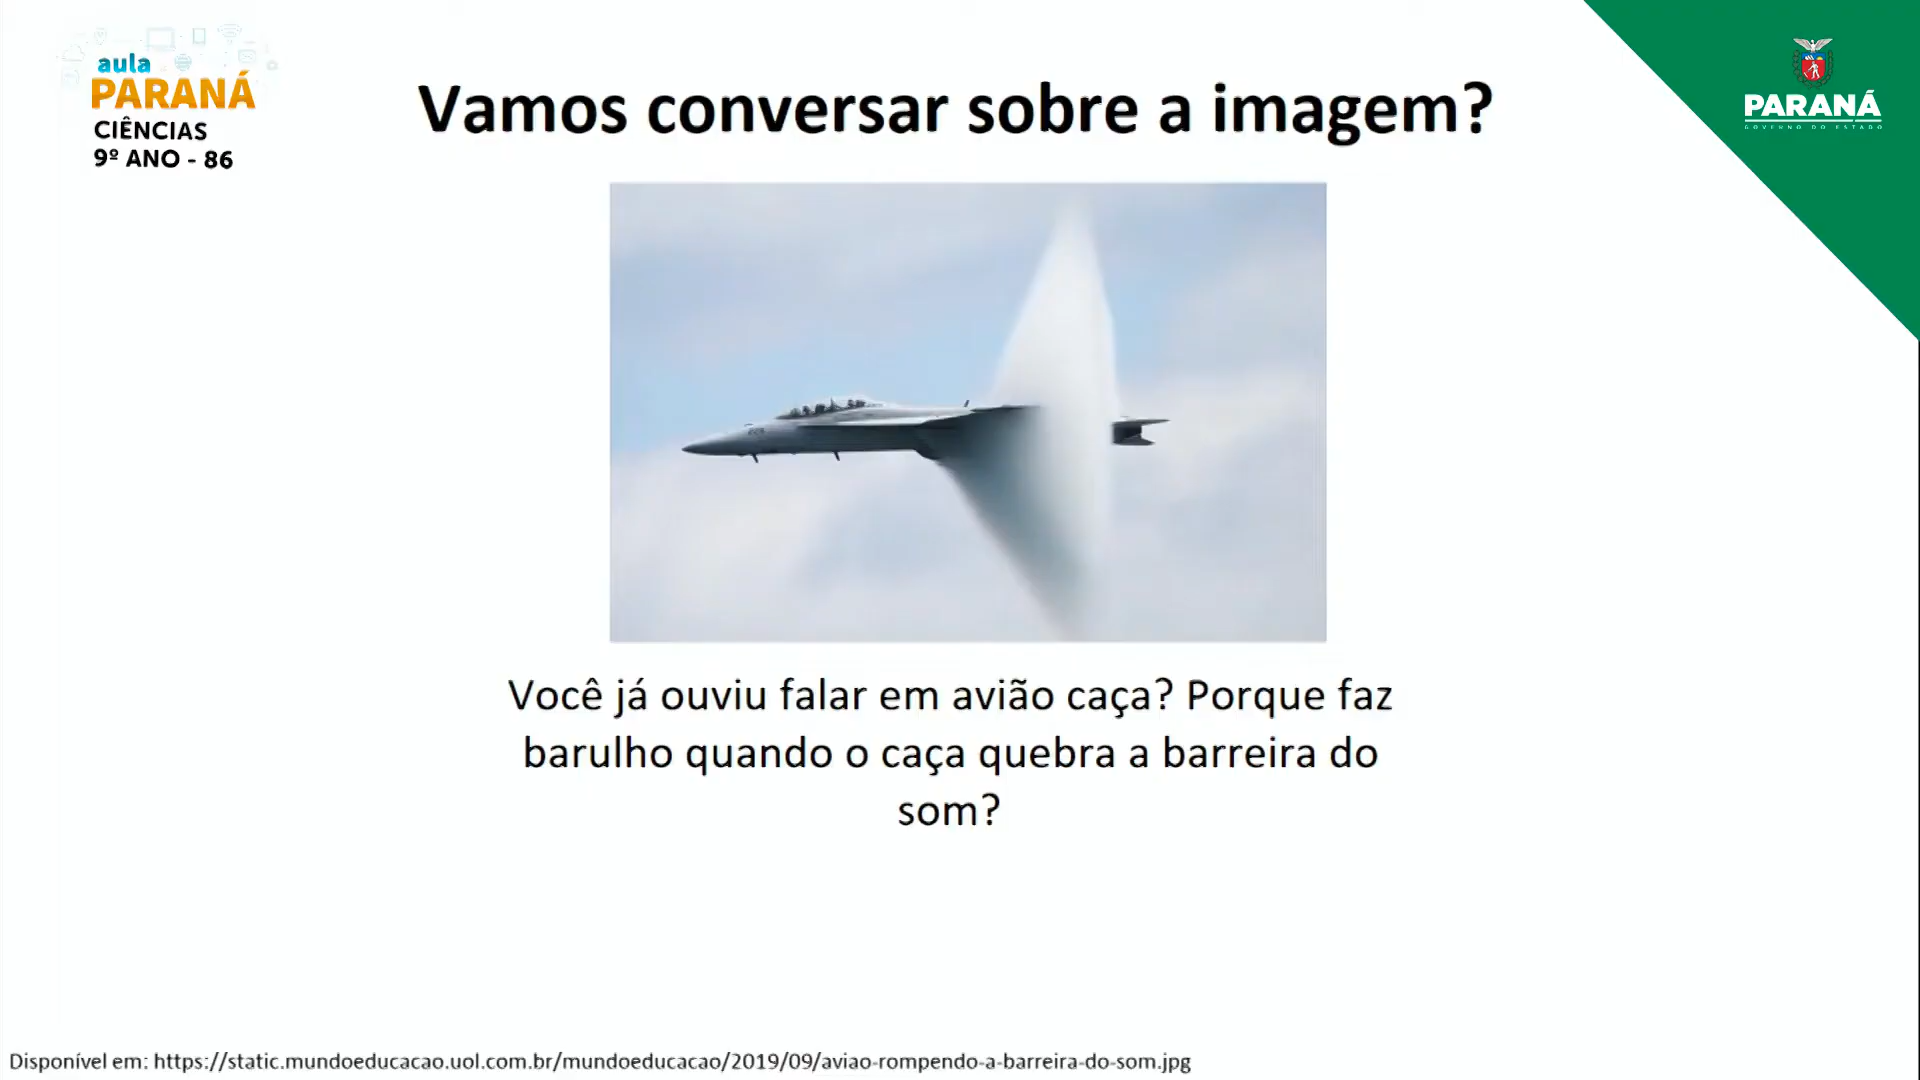 aula
PARANÁ
CIÊNCIAS
9º ANO - 86
Vamos conversar sobre a imagem?
PARANÁ
GOVERNO DO ESTADO
Você já ouviu falar em avião caça? Porque faz
barulho quando o caça quebra a barreira do
som?
Disponível em: https://static.mundoeducacao.uol.com.br/mundoeducacao/2019/09/aviao-rompendo-a-barreira-do-som.jpg